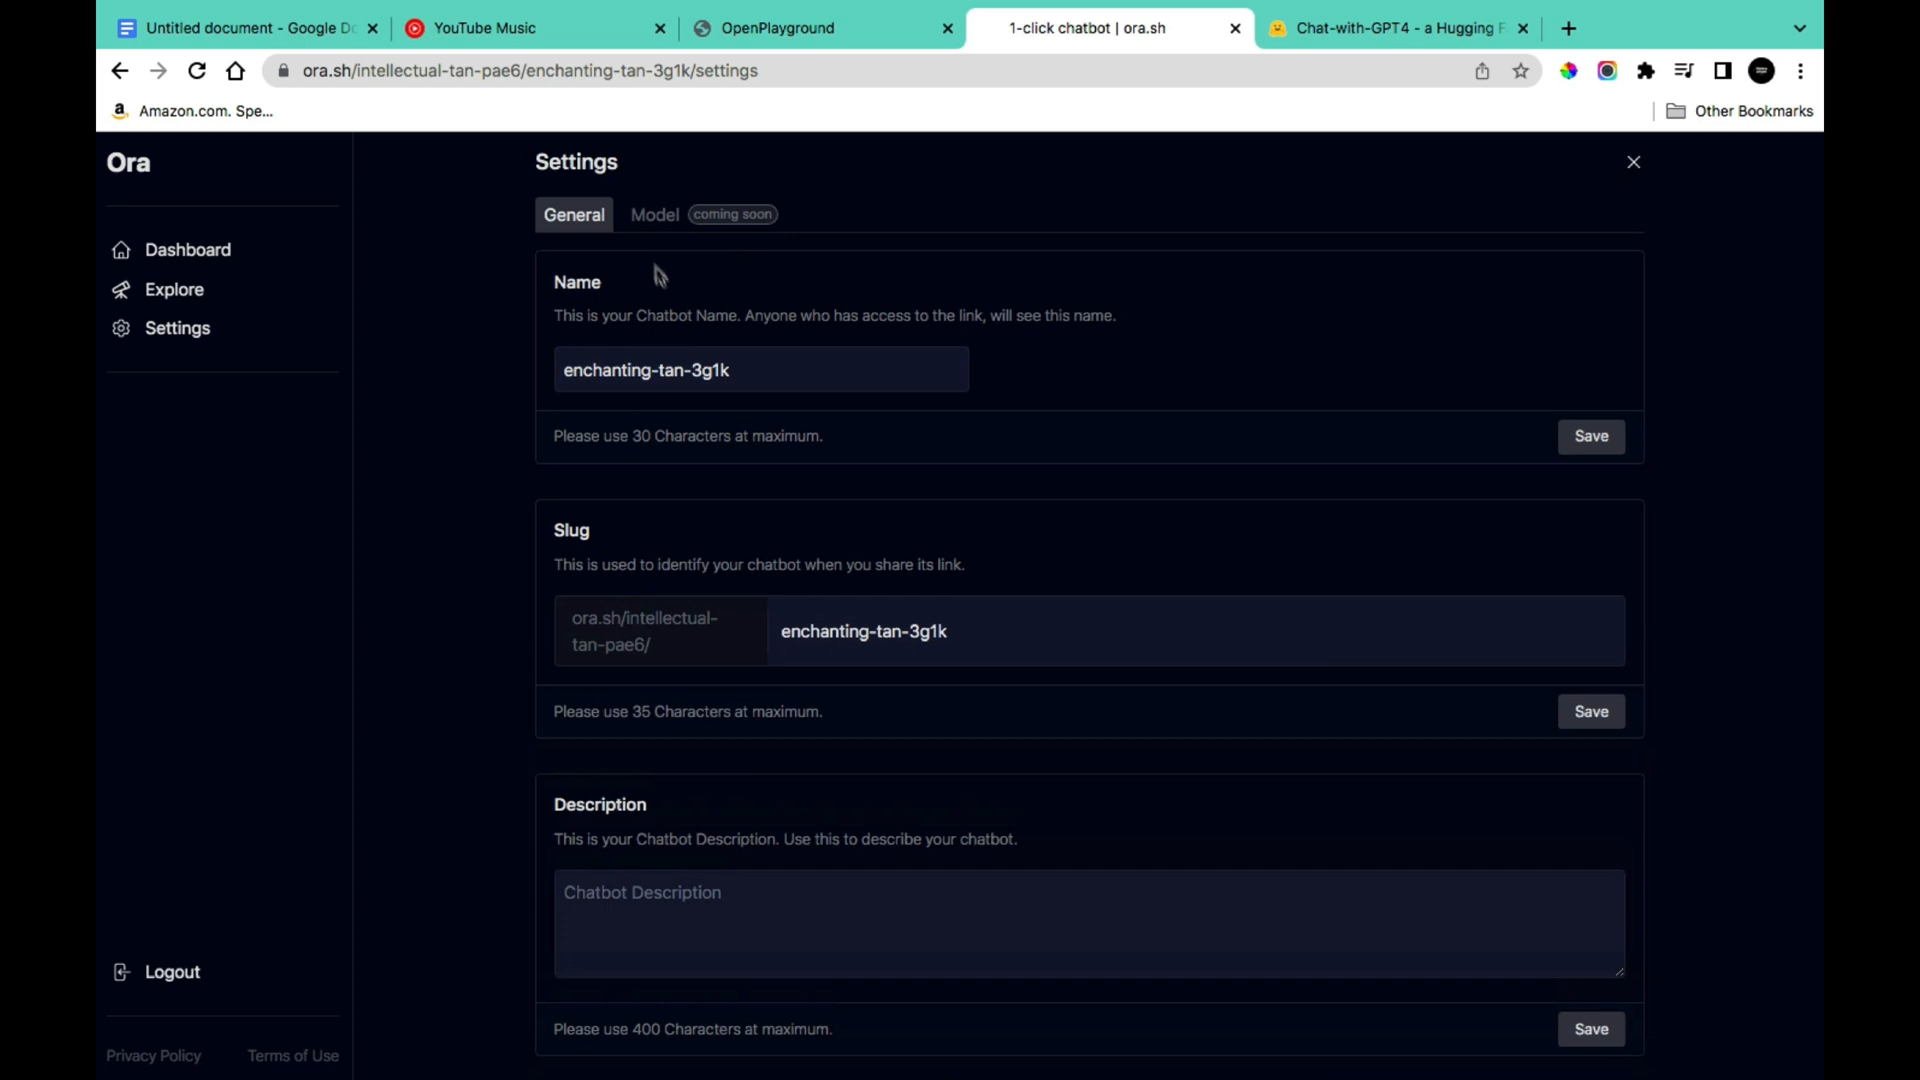 Untitled document - Google Do
YouTube Music
OpenPlayground
1-click chatbot | ora.sh
Chat-with-GPT4 - a Hugging F
ora.sh/intellectual-tan-pae6/enchanting-tan-3g1k/settings
Amazon.com. Spe...
Other Bookmarks
Ora
Dashboard
Explore
Settings
Logout
Privacy Policy
Terms of Use
Settings
General
Model
coming soon
Name
This is your Chatbot Name. Anyone who has access to the link, will see this name.
enchanting-tan-3g1k
Please use 30 Characters at maximum.
Save
Slug
This is used to identify your chatbot when you share its link.
ora.sh/intellectual-
tan-pae6/
enchanting-tan-3g1k
Please use 35 Characters at maximum.
Save
Description
This is your Chatbot Description. Use this to describe your chatbot.
Chatbot Description
Please use 400 Characters at maximum.
Save